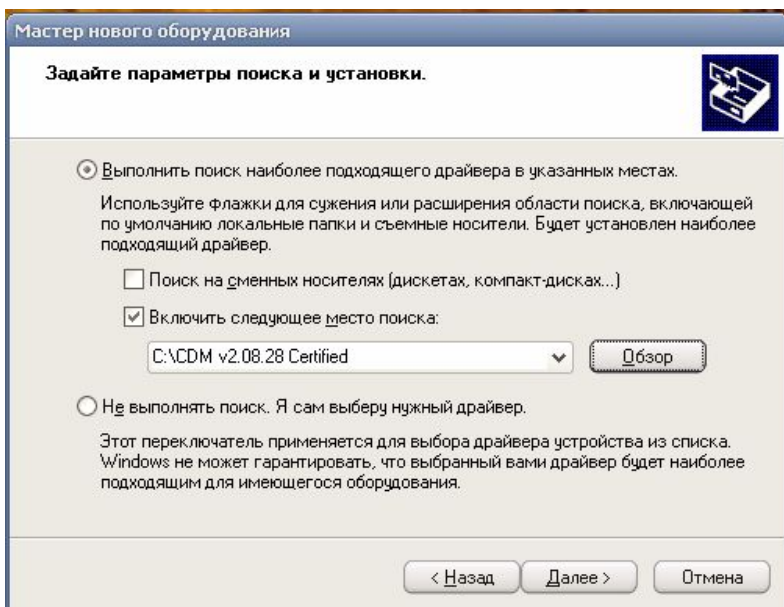 Мастер нового оборудования
Задайте параметры поиска и установки.
Выполнить поиск наиболее подходящего драйвера в указанных местах.
Используйте флажки для сужения или расширения области поиска, включающей
по умолчанию локальные папки и съемные носители. Будет установлен наиболее
подходящий драйвер.
Поиск на сменных носителях (дискетах, компакт-дисках...)
Включить следующее место поиска:
C:\CDM v2.08.28 Certified
Обзор
Не выполнять поиск. Я сам выберу нужный драйвер.
Этот переключатель применяется для выбора драйвера устройства из списка.
Windows не может гарантировать, что выбранный вами драйвер будет наиболее
подходящим для имеющегося оборудования.
< Назад Далее > Отмена